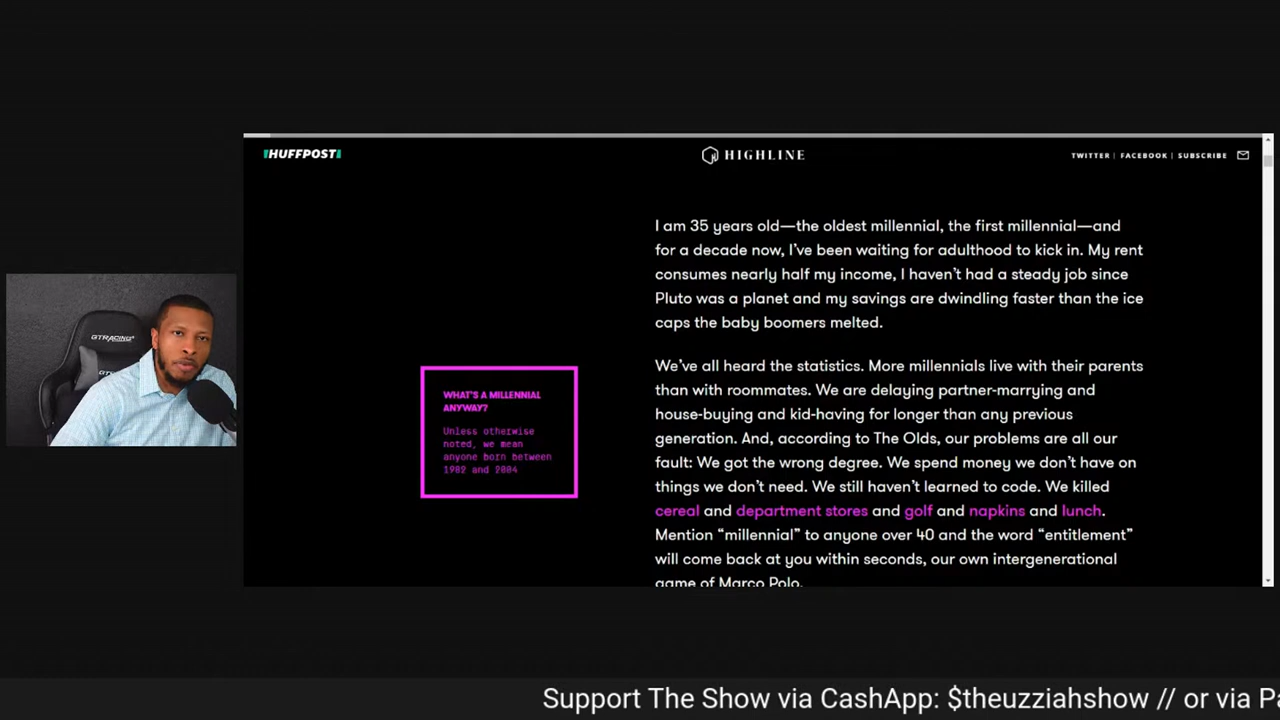 HUFFPOST
HIGHLINE
TWITTER | FACEBOOK | SUBSCRIBE
I am 35 years old—the oldest millennial, the first millennial—and
for a decade now, I've been waiting for adulthood to kick in. My rent
consumes nearly half my income, I haven't had a steady job since
Pluto was a planet and my savings are dwindling faster than the ice
caps the baby boomers melted.
We've all heard the statistics. More millennials live with their parents
than with roommates. We are delaying partner-marrying and
house-buying and kid-having for longer than any previous
generation. And, according to The Olds, our problems are all our
fault: We got the wrong degree. We spend money we don't have on
things we don't need. We still haven't learned to code. We killed
cereal and department stores and golf and napkins and lunch.
Mention “millennial” to anyone over 40 and the word “entitlement”
will come back at you within seconds, our own intergenerational
game of Marco Polo.
WHAT'S A MILLENNIAL
ANYWAY?
Unless otherwise
noted, we mean
anyone born between
1982 and 2004
GTRACING
Support The Show via CashApp: $theuzziahshow // or via Pa